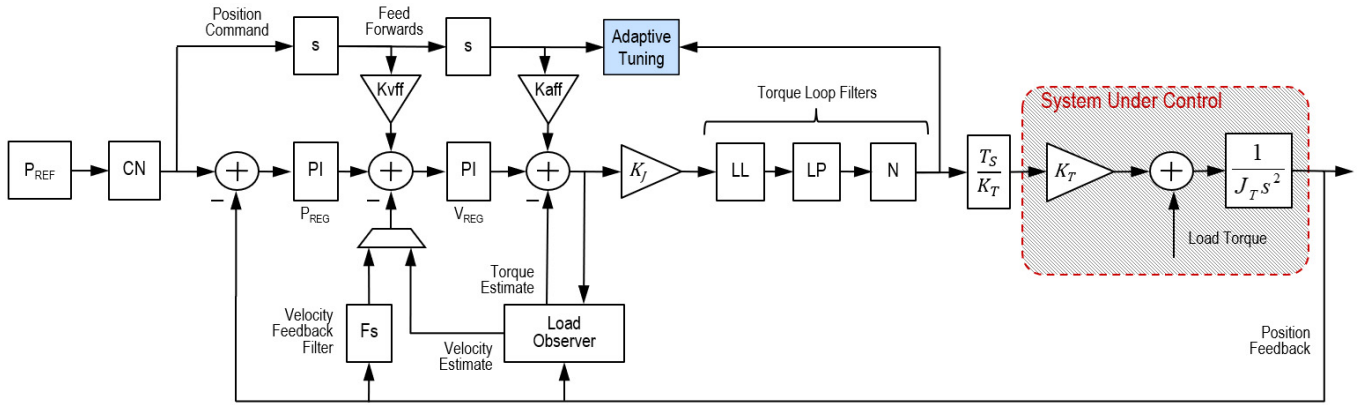 Position
Command
Feed
Forwards
s
s
Adaptive
Tuning
Kvff
Kaff
Torque Loop Filters
System Under Control
P_REF
CN
+
−
PI
P_REG
+
−
PI
V_REG
+
−
K_J
LL
LP
N
T_S
K_T
K_T
+
1
J_T s^2
Load Torque
Torque
Estimate
Velocity
Feedback
Filter
Fs
Velocity
Estimate
Load
Observer
Position
Feedback